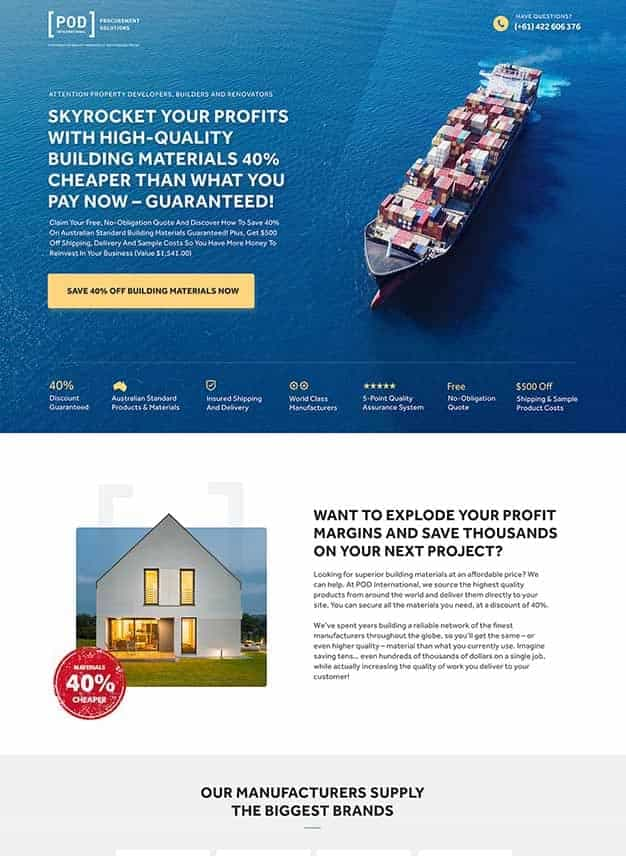 POD
INTERNATIONAL
PROCUREMENT
SOLUTIONS
HAVE QUESTIONS?
(+61) 422 606 376
ATTENTION PROPERTY DEVELOPERS, BUILDERS AND RENOVATORS
SKYROCKET YOUR PROFITS
WITH HIGH-QUALITY
BUILDING MATERIALS 40%
CHEAPER THAN WHAT YOU
PAY NOW – GUARANTEED!
Claim Your Free, No-Obligation Quote And Discover How To Save 40%
On Australian Standard Building Materials Guaranteed! Plus, Get $500
Off Shipping, Delivery And Sample Costs So You Have More Money To
Reinvest In Your Business (Value $1,541.00)
SAVE 40% OFF BUILDING MATERIALS NOW
40%
Discount
Guaranteed
Australian Standard
Products & Materials
Insured Shipping
And Delivery
World Class
Manufacturers
5-Point Quality
Assurance System
Free
No-Obligation
Quote
$500 Off
Shipping & Sample
Product Costs
WANT TO EXPLODE YOUR PROFIT
MARGINS AND SAVE THOUSANDS
ON YOUR NEXT PROJECT?
Looking for superior building materials at an affordable price? We
can help. At POD International, we source the highest quality
products from around the world and deliver them directly to your
site. You can secure all the materials you need, at a discount of 40%.
We've spent years building a reliable network of the finest
manufacturers throughout the globe, so you'll get the same – or
even higher quality – material than what you currently use. Imagine
saving tens... even hundreds of thousands of dollars on a single job,
while actually increasing the quality of work you deliver to your
customer!
MATERIALS
40%
CHEAPER
OUR MANUFACTURERS SUPPLY
THE BIGGEST BRANDS